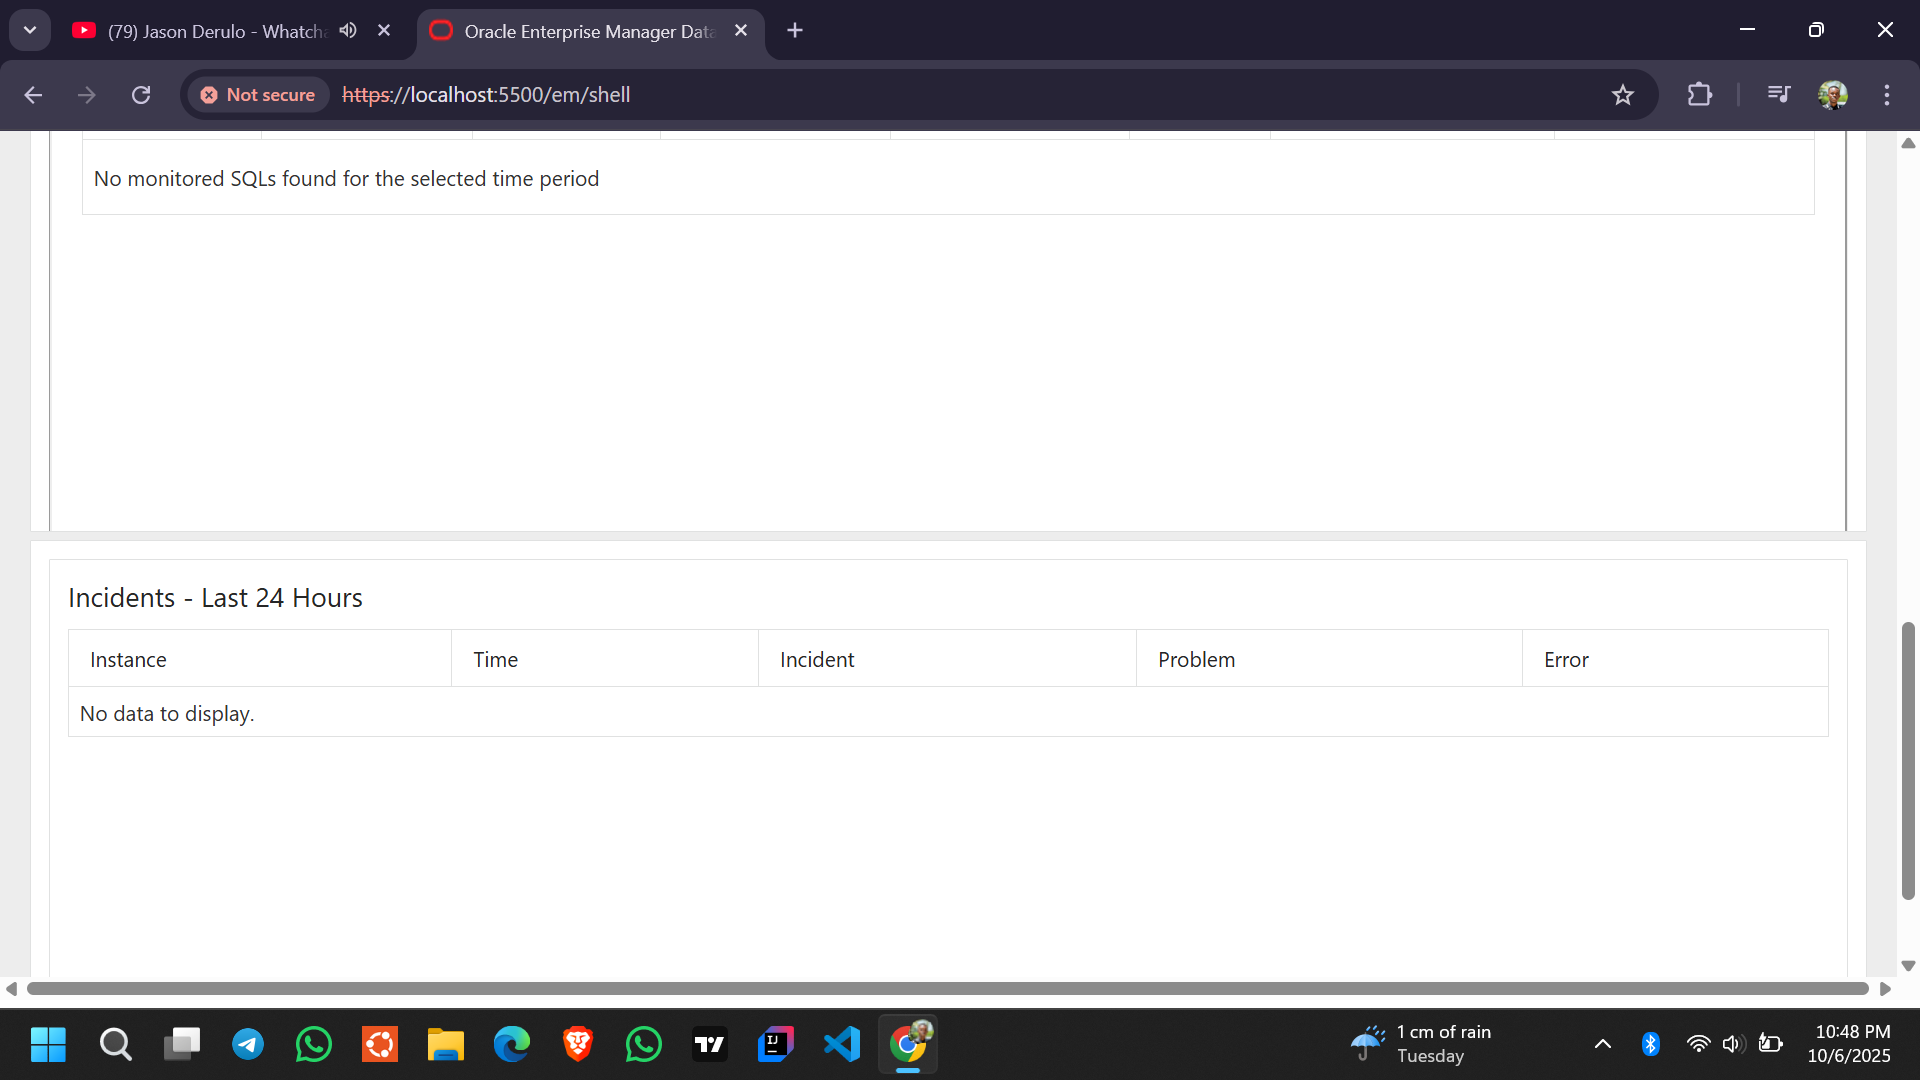 (79) Jason Derulo - Whatcha
Oracle Enterprise Manager Data
Not secure
https://localhost:5500/em/shell
No monitored SQLs found for the selected time period
Incidents - Last 24 Hours
Instance Time Incident Problem Error
No data to display.
1 cm of rain
Tuesday
10:48 PM
10/6/2025